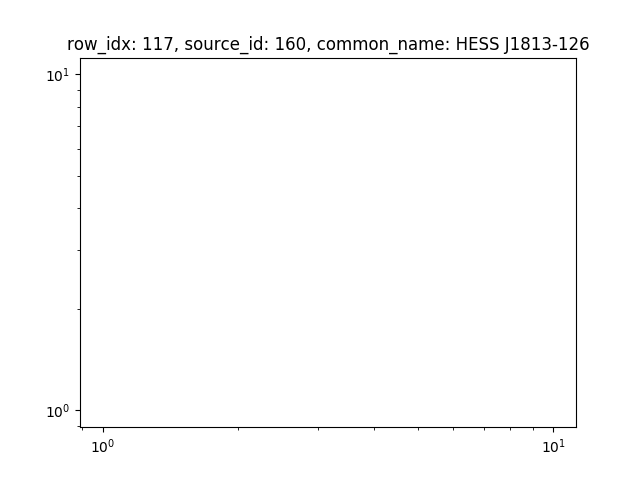 row_idx: 117, source_id: 160, common_name: HESS J1813-126
10¹
10⁰
10⁰ 10¹